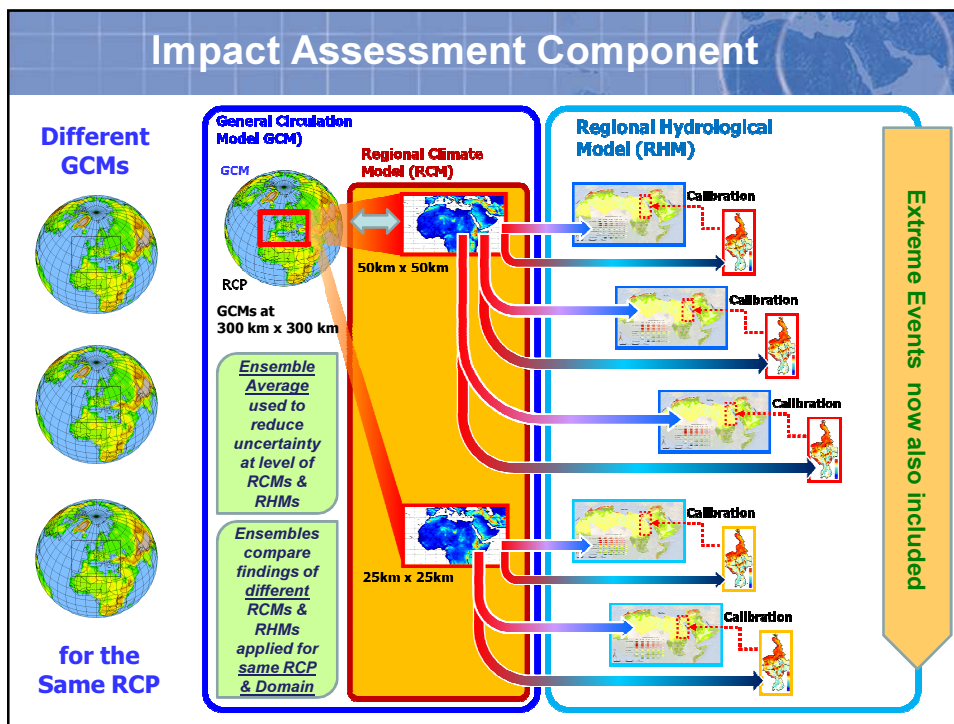 Impact Assessment Component
Different
GCMs
for the
Same RCP
General Circulation
Model GCM)
GCM
RCP
GCMs at
300 km x 300 km
Ensemble
Average
used to
reduce
uncertainty
at level of
RCMs &
RHMs
Ensembles
compare
findings of
different
RCMs &
RHMs
applied for
same RCP
& Domain
Regional Climate
Model (RCM)
50km x 50km
25km x 25km
Regional Hydrological
Model (RHM)
Calibration
Calibration
Calibration
Calibration
Calibration
Extreme Events now also included